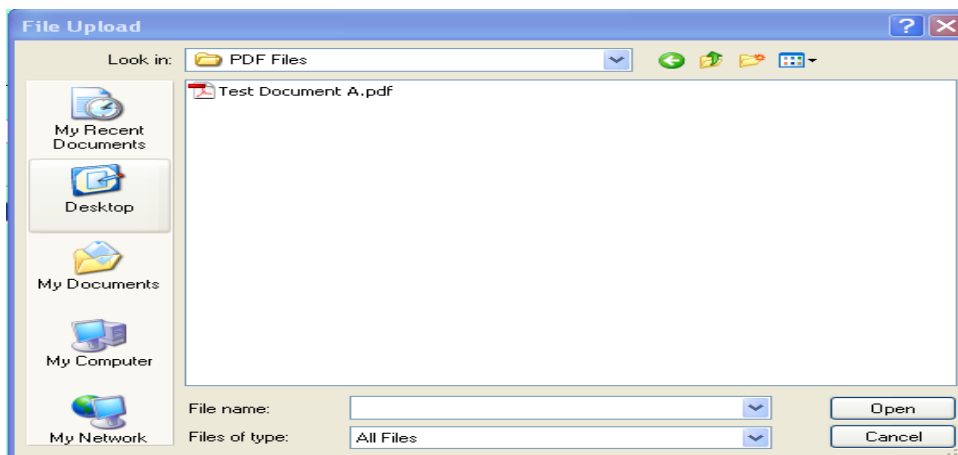 File Upload
Look in: PDF Files
My Recent
Documents
Desktop
My Documents
My Computer
My Network
Test Document A.pdf
File name: Open
Files of type: All Files Cancel